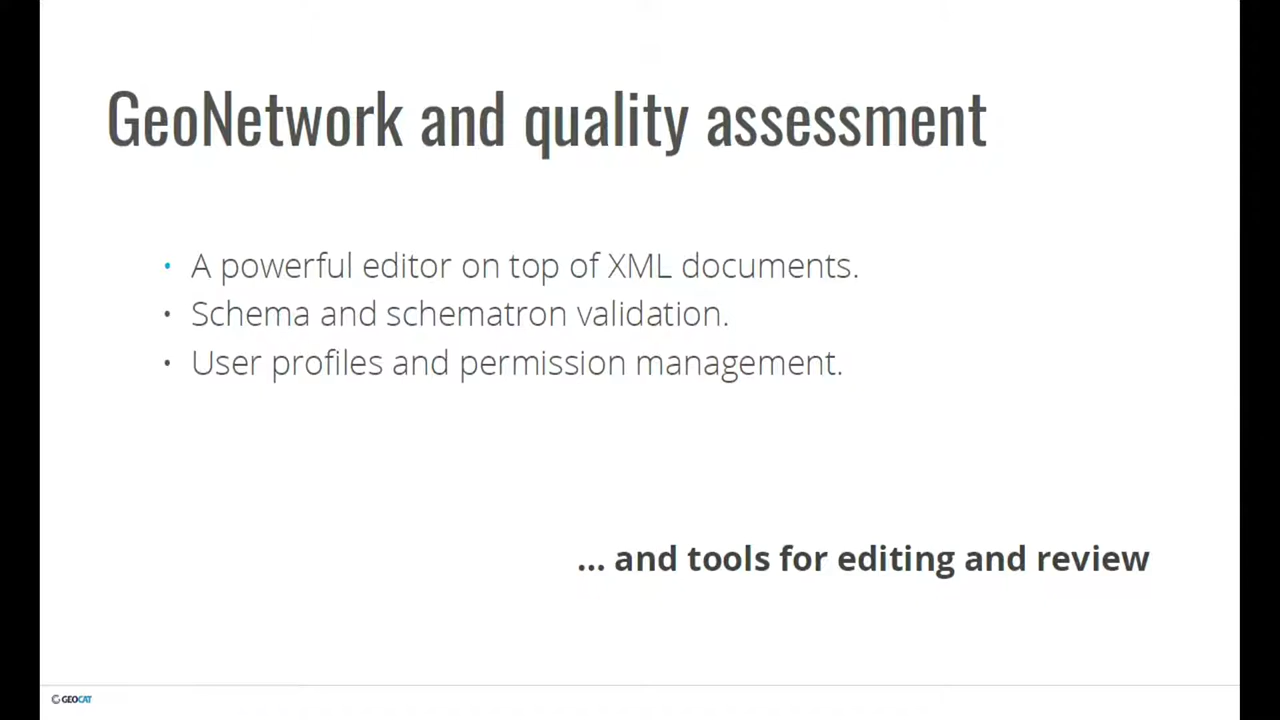 GeoNetwork and quality assessment
• A powerful editor on top of XML documents.
• Schema and schematron validation.
• User profiles and permission management.
... and tools for editing and review
GEOCAT